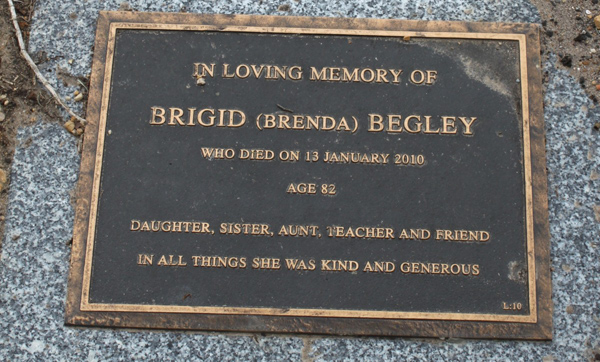 IN LOVING MEMORY OF
BRIGID (BRENDA) BEGLEY
WHO DIED ON 13 JANUARY 2010
AGE 82
DAUGHTER, SISTER, AUNT, TEACHER AND FRIEND
IN ALL THINGS SHE WAS KIND AND GENEROUS
L:10